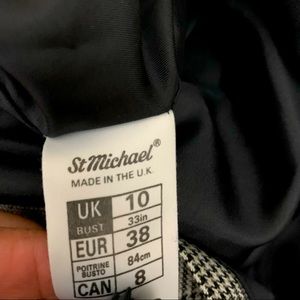 St Michael®
MADE IN THE U.K.
UK 10
BUST 33in
EUR 38
POITRINE BUSTO 84cm
CAN 8